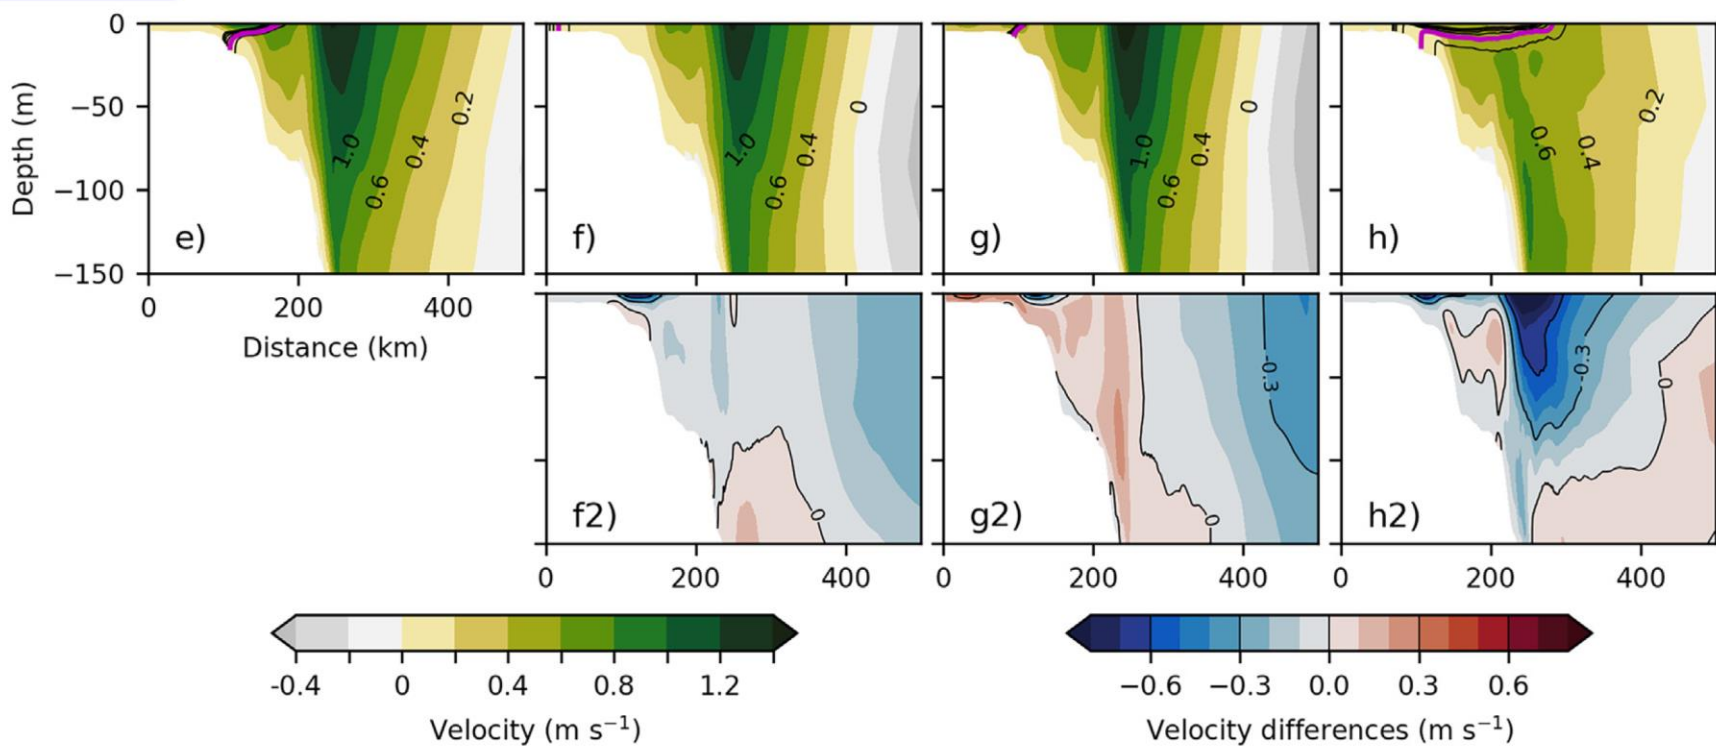 0
−50
−100
−150
Depth (m)
1.0
0.6
0.4
0.2
e)
1.0
0.6
0.4
0
f)
1.0
0.6
0.4
0
g)
0.6
0.4
0.2
h)
0 200 400
Distance (km)
0
f2)
-0.3
0
g2)
-0.3
0
h2)
0 200 400
0 200 400
0 200 400
-0.4 0 0.4 0.8 1.2
Velocity (m s⁻¹)
−0.6 −0.3 0.0 0.3 0.6
Velocity differences (m s⁻¹)